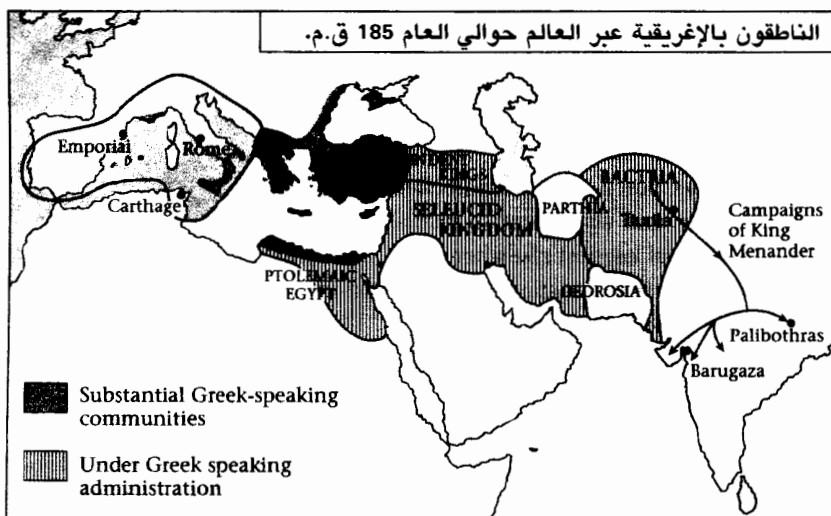 الناطقون بالإغريقية عبر العالم حوالي العام 185 ق.م.
Emporiai
Rome
Carthage
KINGS
SELEUCID
KINGDOM
PARTHIA
BACTRIA
Taxila
Campaigns
of King
Menander
PTOLEMAIC
EGYPT
GEDROSIA
Palibothras
Barugaza
Substantial Greek-speaking
communities
Under Greek speaking
administration